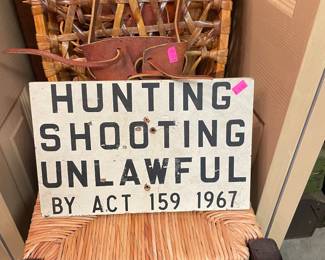 HUNTING
SHOOTING
UNLAWFUL
BY ACT 159 1967